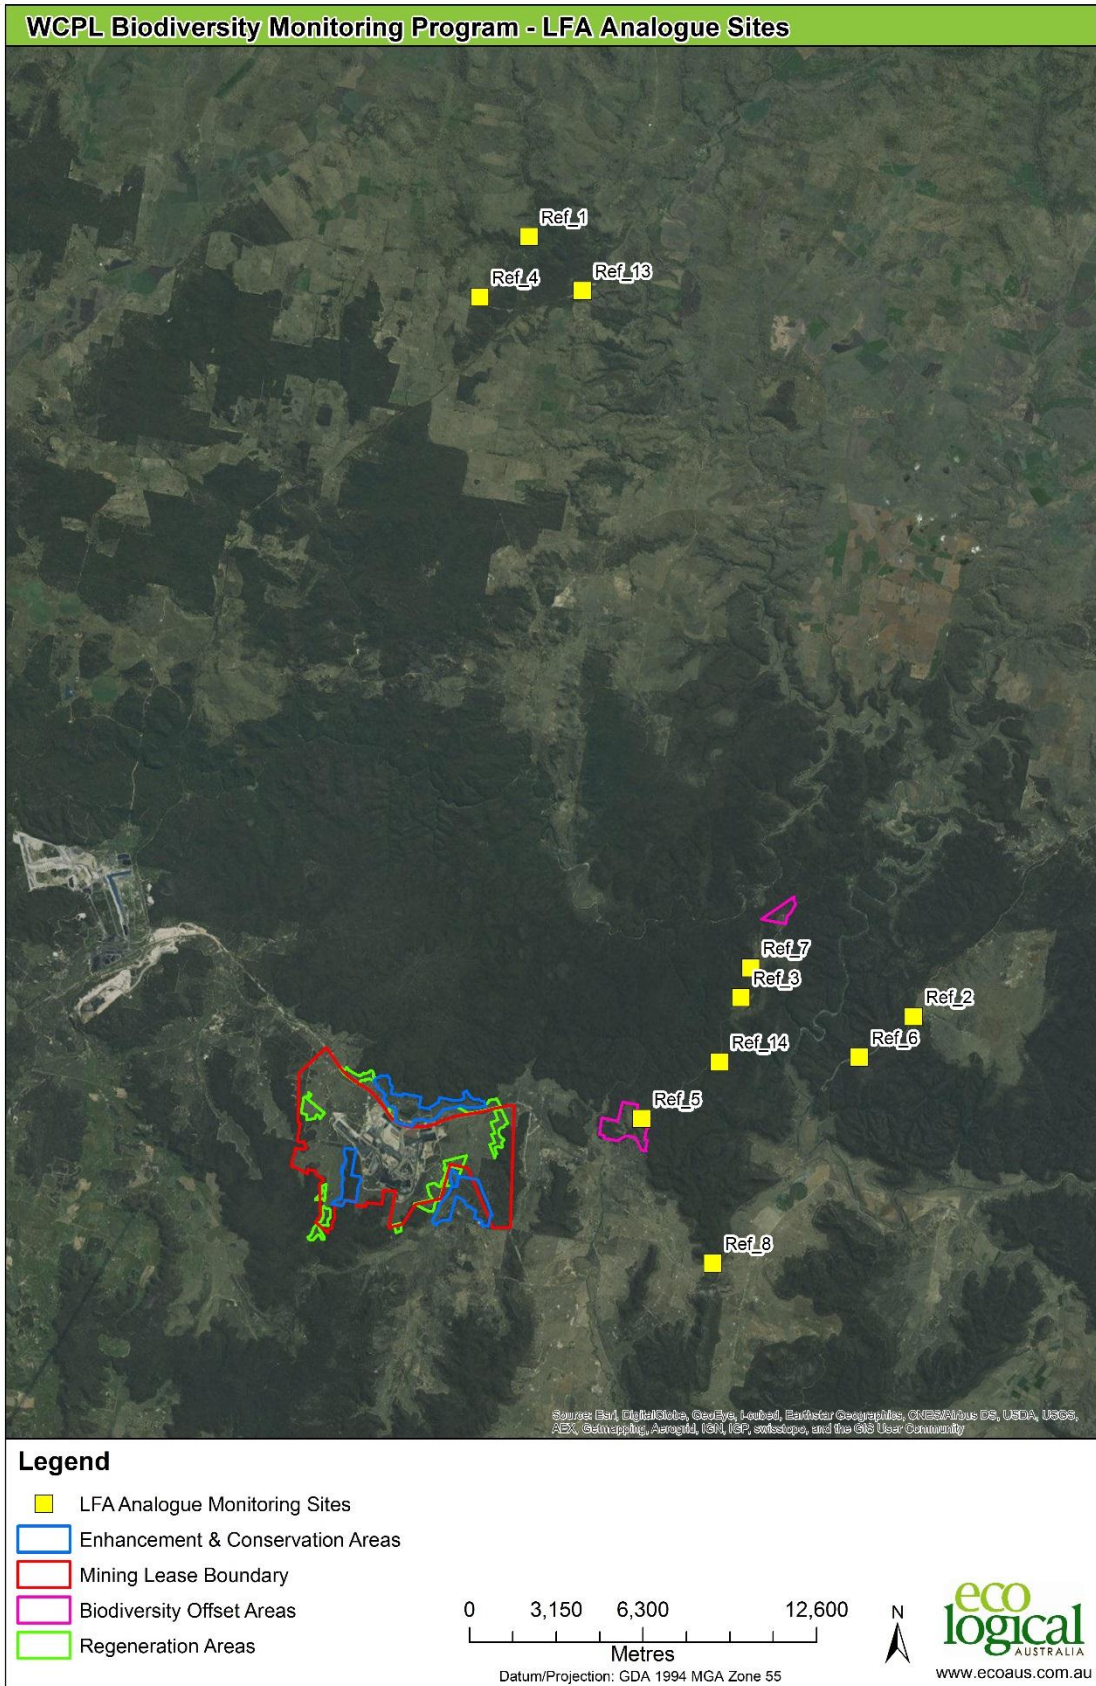 WCPL Biodiversity Monitoring Program - LFA Analogue Sites
Ref_1
Ref_4
Ref_13
Ref_7
Ref_3
Ref_2
Ref_14
Ref_6
Ref_5
Ref_8
Source: Esri, DigitalGlobe, GeoEye, i-cubed, Earthstar Geographics, CNES/Airbus DS, USDA, USGS,
AEX, Getmapping, Aerogrid, IGN, IGP, swisstopo, and the GIS User Community
Legend
LFA Analogue Monitoring Sites
Enhancement & Conservation Areas
Mining Lease Boundary
Biodiversity Offset Areas
Regeneration Areas
0 3,150 6,300 12,600
Metres
Datum/Projection: GDA 1994 MGA Zone 55
N
eco
logical
AUSTRALIA
www.ecoaus.com.au